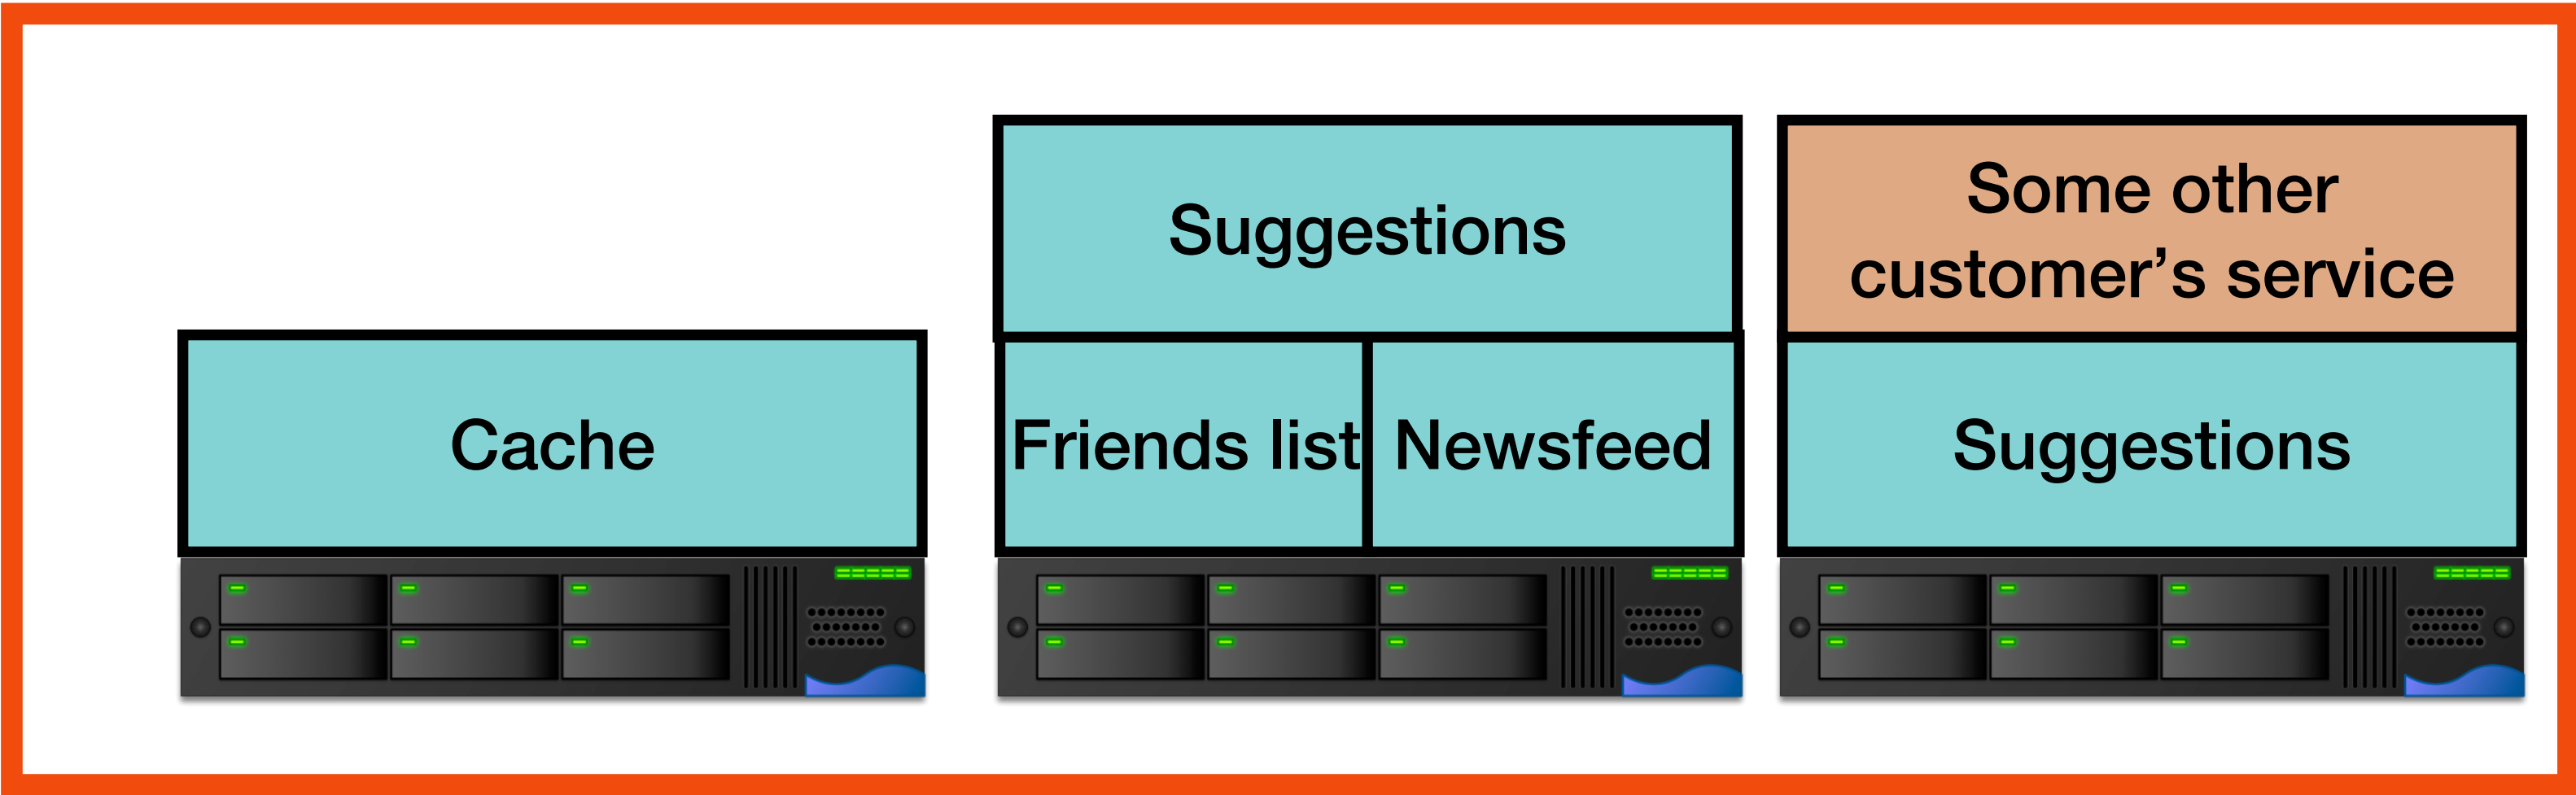 Suggestions
Some other
customer’s service
Cache
Friends list
Newsfeed
Suggestions